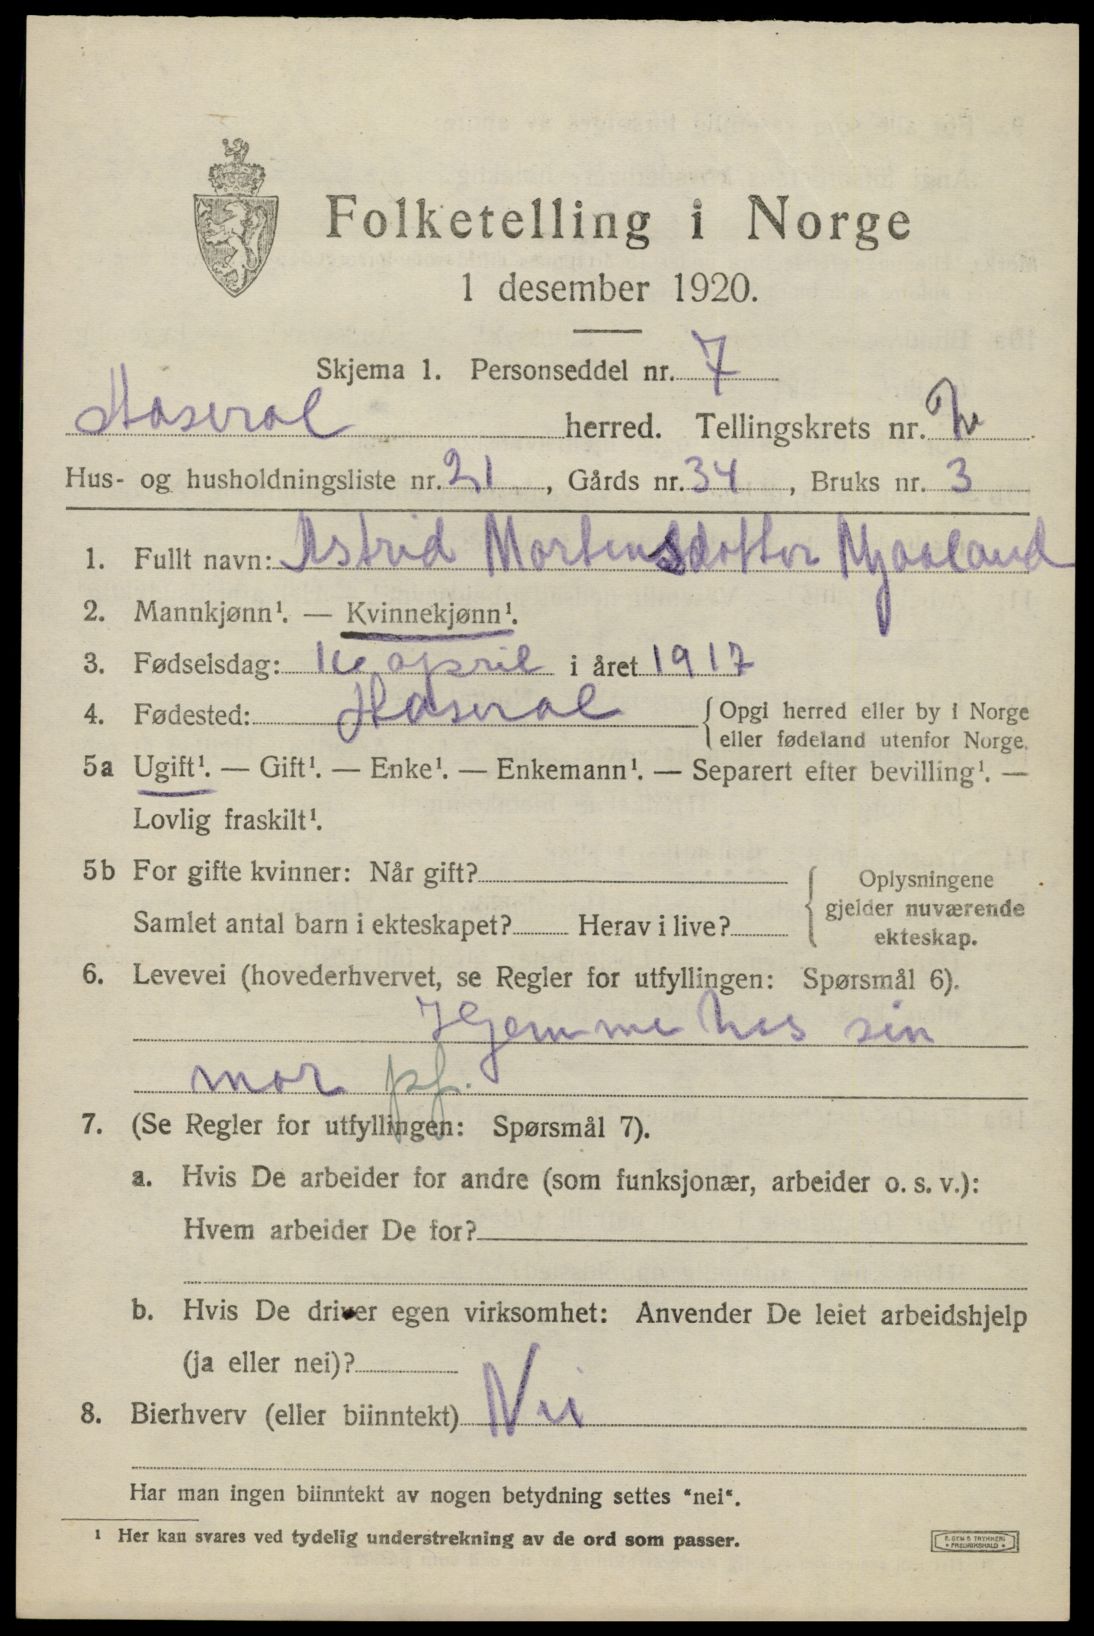 Folketelling i Norge
1 desember 1920.
Skjema 1. Personseddel nr. 7
Haseral herred. Tellingskrets nr.
Hus- og husholdningsliste nr. 21, Gårds nr. 34, Bruks nr. 3
1. Fullt navn: Astrid Mortensdotter Mjaaland
2. Mannkjønn¹. — Kvinnekjønn¹.
3. Fødselsdag: april i året 1917
4. Fødested: Haseral { Opgi herred eller by i Norge
eller fødeland utenfor Norge.
5a Ugift¹. — Gift¹. — Enke¹. — Enkemann¹. — Separert efter bevilling¹. —
Lovlig fraskilt¹.
5b For gifte kvinner: Når gift? { Oplysningene
gjelder nuværende
ekteskap.
Samlet antal barn i ekteskapet? Herav i live?
6. Levevei (hovederhvervet, se Regler for utfyllingen: Spørsmål 6).
Hjemme hos sin
mor pf.
7. (Se Regler for utfyllingen: Spørsmål 7).
a. Hvis De arbeider for andre (som funksjonær, arbeider o. s. v.):
Hvem arbeider De for?
b. Hvis De driver egen virksomhet: Anvender De leiet arbeidshjelp
(ja eller nei)?
8. Bierhverv (eller biinntekt) Nei
Har man ingen biinntekt av nogen betydning settes "nei".
¹ Her kan svares ved tydelig understrekning av de ord som passer.